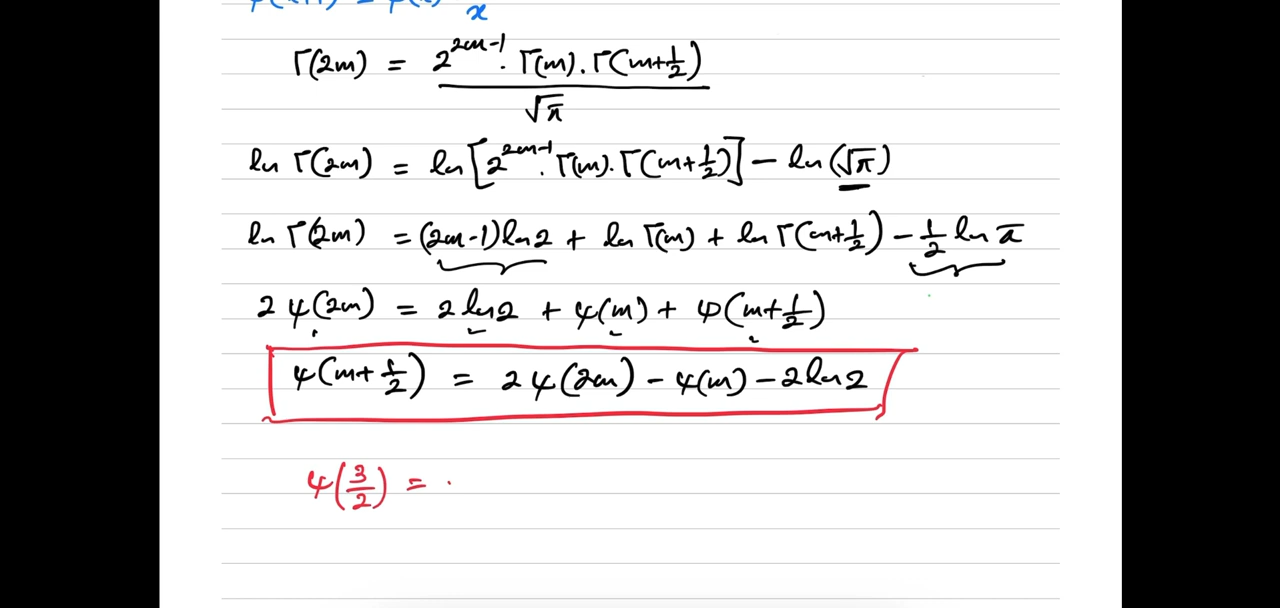 x
Γ(2m) = 2^{2m-1} . Γ(m) . Γ(m+1/2) / √π
ln Γ(2m) = ln [2^{2m-1} . Γ(m) . Γ(m+1/2)] - ln (√π)
ln Γ(2m) = (2m-1) ln 2 + ln Γ(m) + ln Γ(m+1/2) - 1/2 ln π
2 ψ(2m) = 2 ln 2 + ψ(m) + ψ(m+1/2)
ψ(m+1/2) = 2 ψ(2m) - ψ(m) - 2 ln 2
ψ(3/2) =